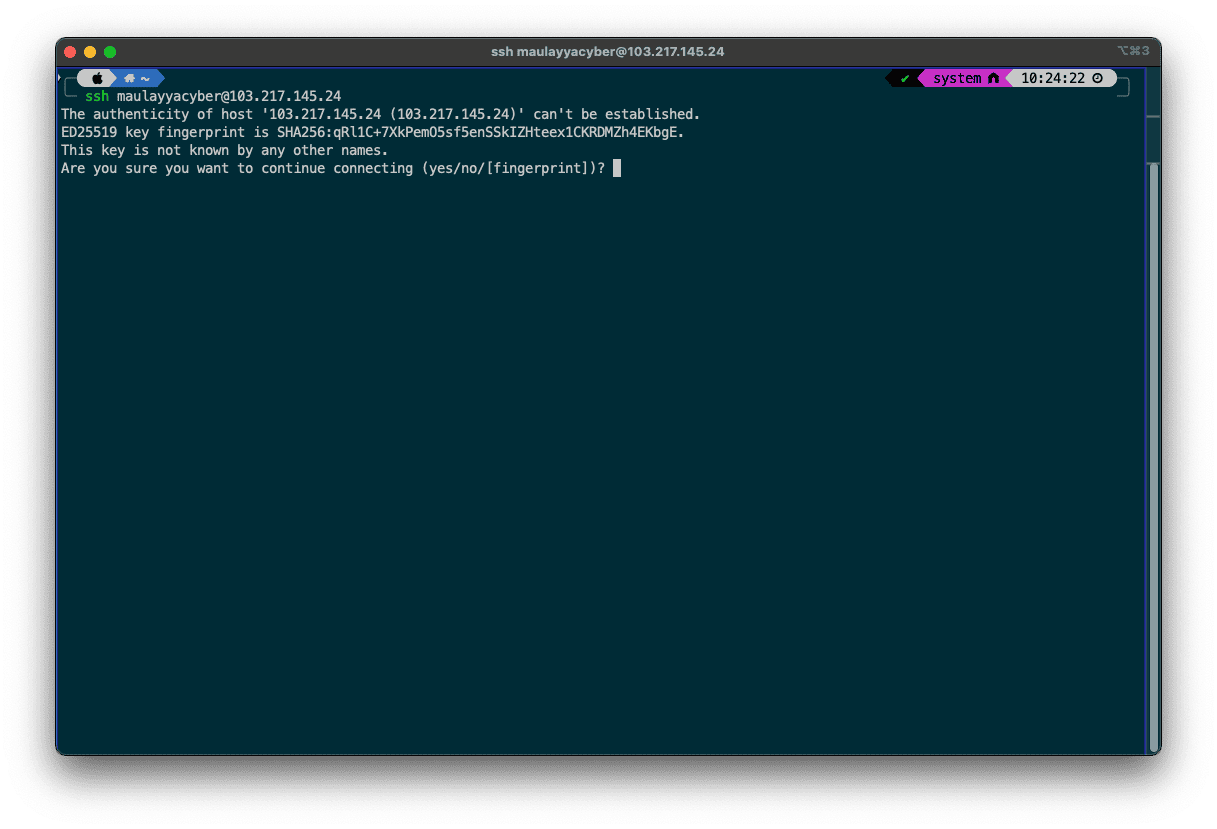 ssh maulayyacyber@103.217.145.24
⌥⌘3
~
✔ system 10:24:22
ssh maulayyacyber@103.217.145.24
The authenticity of host '103.217.145.24 (103.217.145.24)' can't be established.
ED25519 key fingerprint is SHA256:qRl1C+7XkPemO5sf5enSSkIZHteex1CKRDMZh4EKbgE.
This key is not known by any other names.
Are you sure you want to continue connecting (yes/no/[fingerprint])?